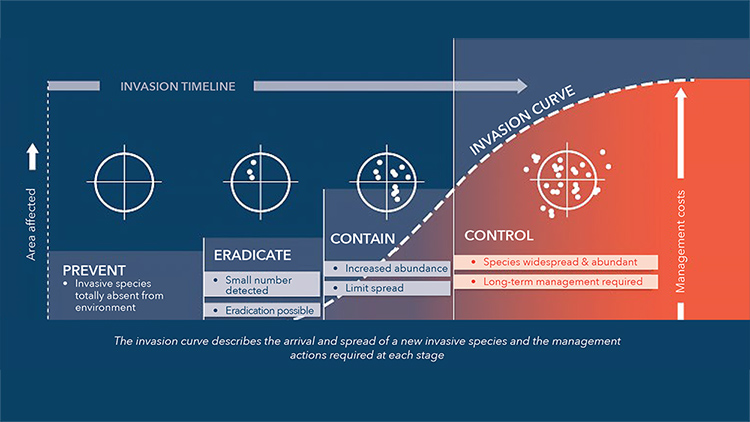 INVASION TIMELINE
INVASION CURVE
Area affected
Management costs
PREVENT
• Invasive species
totally absent from
environment
ERADICATE
• Small number
detected
• Eradication possible
CONTAIN
• Increased abundance
• Limit spread
CONTROL
• Species widespread & abundant
• Long-term management required
The invasion curve describes the arrival and spread of a new invasive species and the management
actions required at each stage